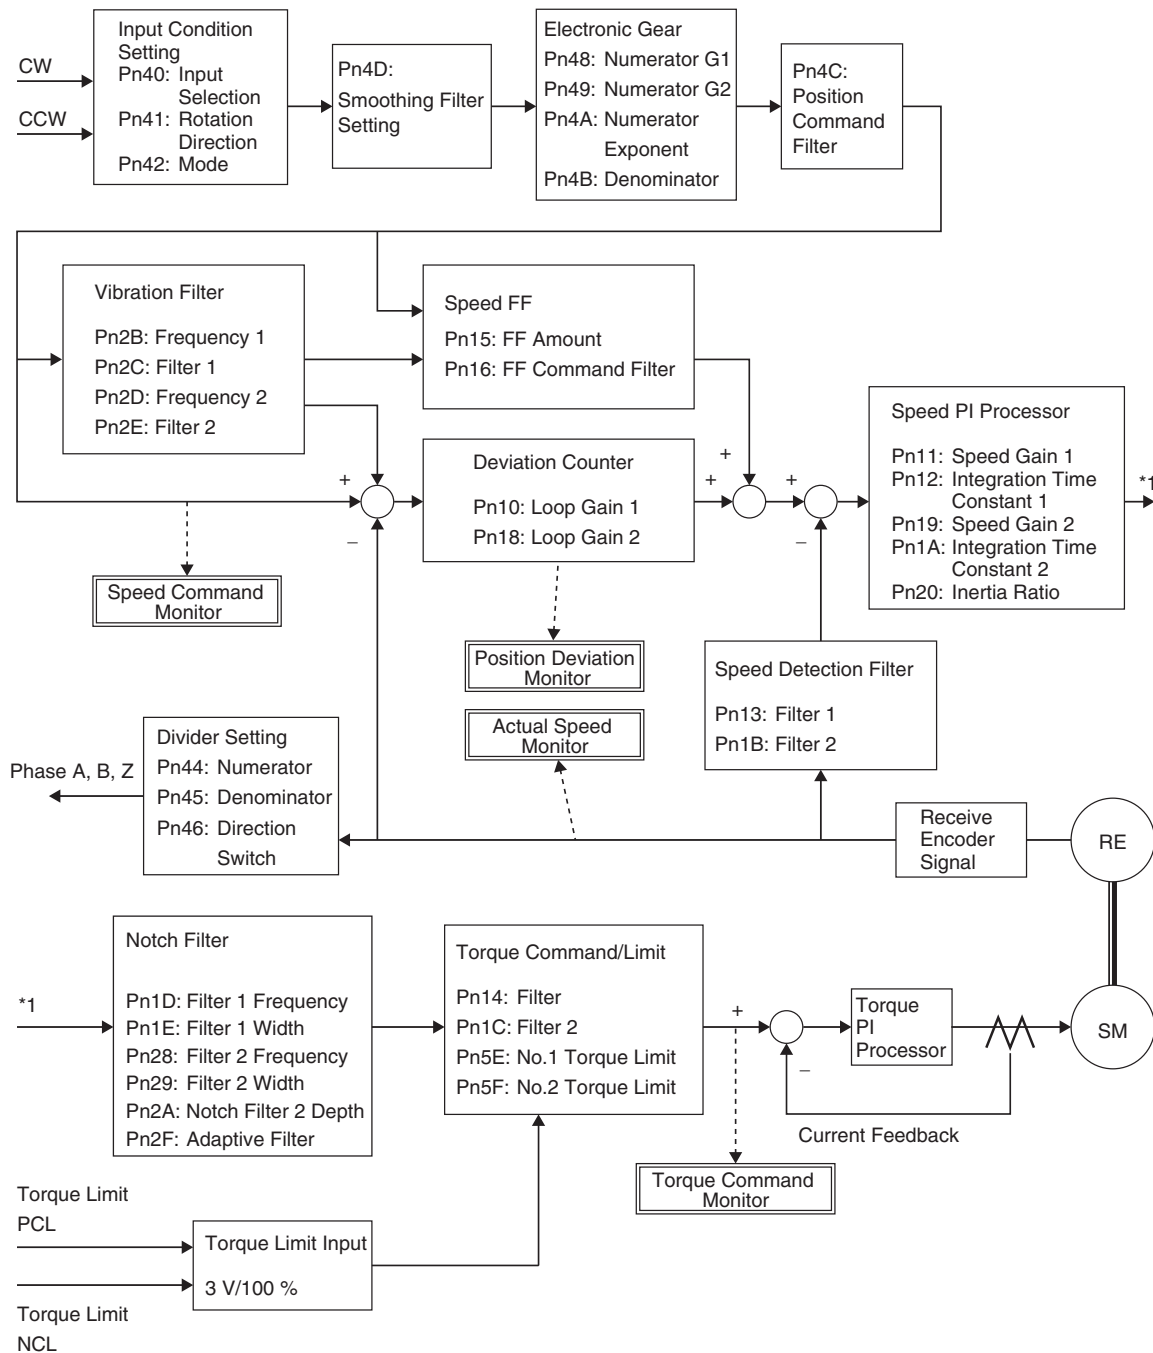 CW
CCW
Input Condition
Setting
Pn40: Input
Selection
Pn41: Rotation
Direction
Pn42: Mode
Pn4D:
Smoothing Filter
Setting
Electronic Gear
Pn48: Numerator G1
Pn49: Numerator G2
Pn4A: Numerator
Exponent
Pn4B: Denominator
Pn4C:
Position
Command
Filter
Vibration Filter
Pn2B: Frequency 1
Pn2C: Filter 1
Pn2D: Frequency 2
Pn2E: Filter 2
Speed FF
Pn15: FF Amount
Pn16: FF Command Filter
+
–
Deviation Counter
Pn10: Loop Gain 1
Pn18: Loop Gain 2
+
+
+
–
Speed PI Processor
Pn11: Speed Gain 1
Pn12: Integration Time
Constant 1
Pn19: Speed Gain 2
Pn1A: Integration Time
Constant 2
Pn20: Inertia Ratio
*1
Speed Command
Monitor
Position Deviation
Monitor
Actual Speed
Monitor
Speed Detection Filter
Pn13: Filter 1
Pn1B: Filter 2
Phase A, B, Z
Divider Setting
Pn44: Numerator
Pn45: Denominator
Pn46: Direction
Switch
Receive
Encoder
Signal
RE
*1
Notch Filter
Pn1D: Filter 1 Frequency
Pn1E: Filter 1 Width
Pn28: Filter 2 Frequency
Pn29: Filter 2 Width
Pn2A: Notch Filter 2 Depth
Pn2F: Adaptive Filter
Torque Command/Limit
Pn14: Filter
Pn1C: Filter 2
Pn5E: No.1 Torque Limit
Pn5F: No.2 Torque Limit
+
–
Torque
PI
Processor
SM
Current Feedback
Torque Command
Monitor
Torque Limit
PCL
Torque Limit Input
3 V/100 %
Torque Limit
NCL